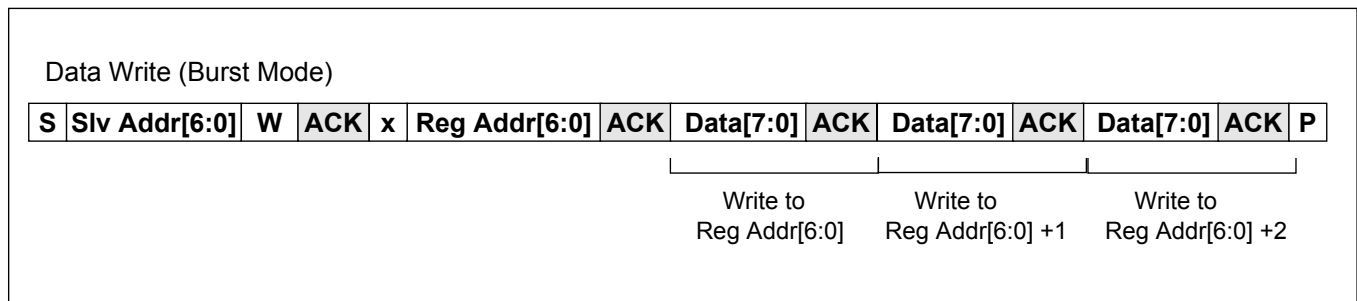 Data Write (Burst Mode)
S Slv Addr[6:0] W ACK x Reg Addr[6:0] ACK Data[7:0] ACK Data[7:0] ACK Data[7:0] ACK P
Write to Write to Write to
Reg Addr[6:0] Reg Addr[6:0] +1 Reg Addr[6:0] +2